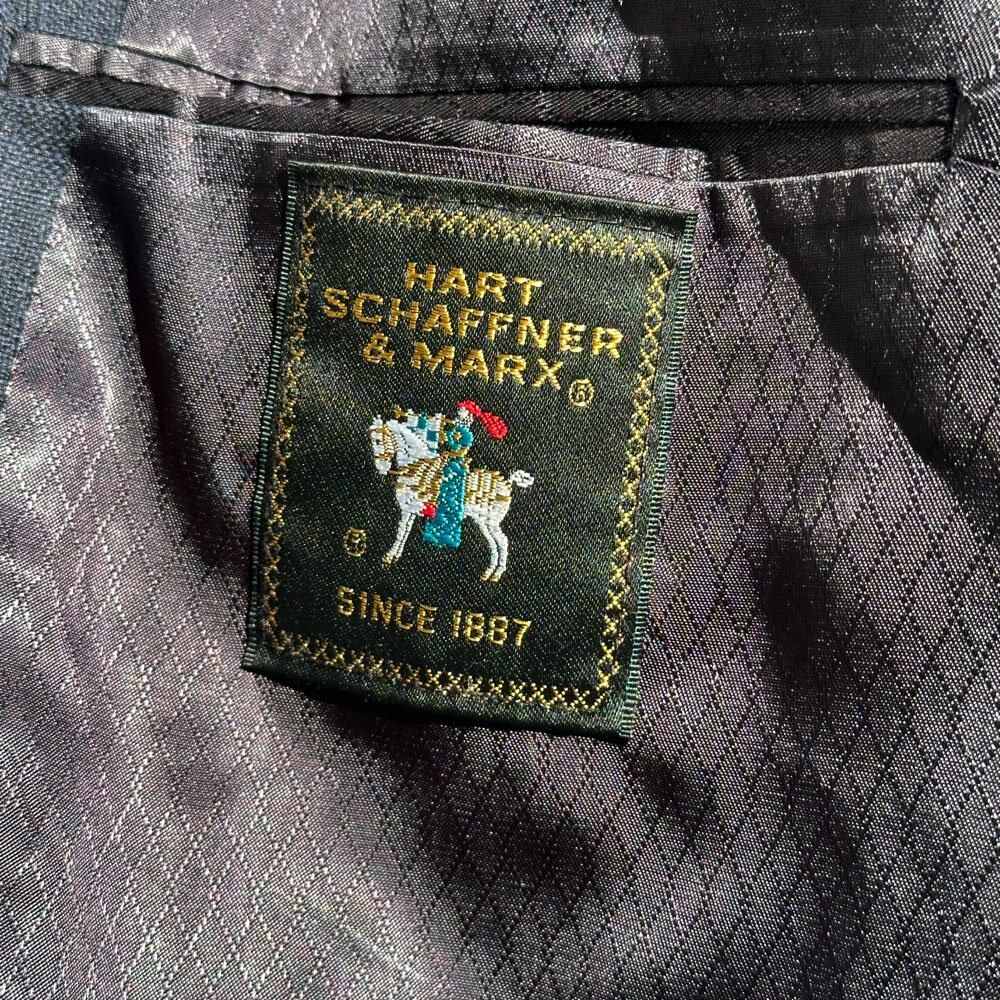 HART
SCHAFFNER
& MARX®
®
SINCE 1887